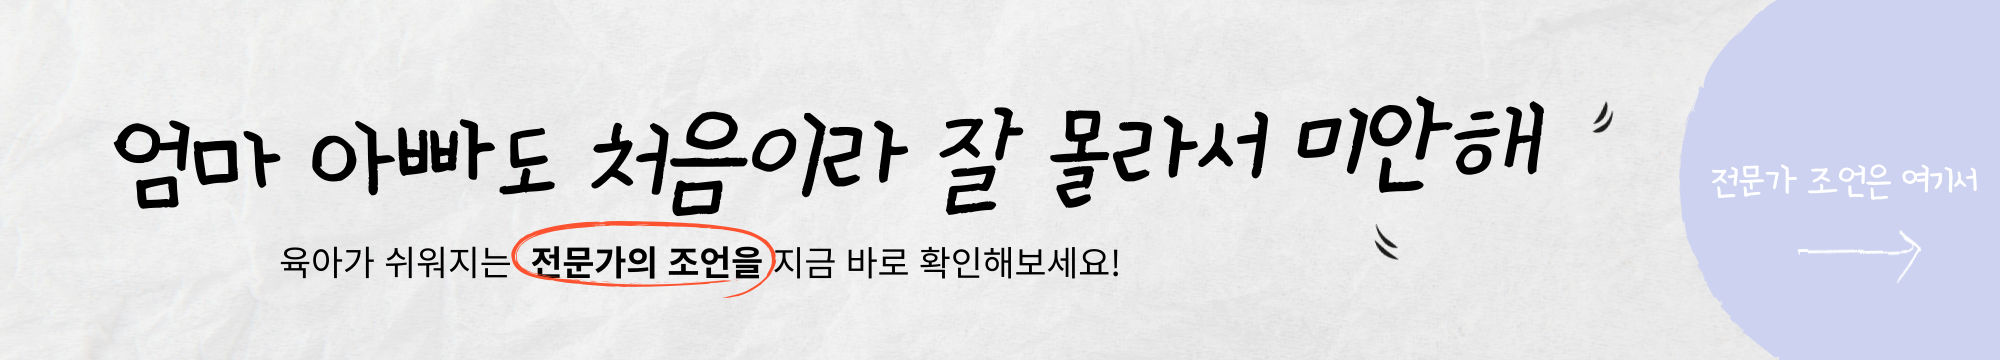 엄마 아빠도 처음이라 잘 몰라서 미안해
육아가 쉬워지는 전문가의 조언을 지금 바로 확인해보세요!
전문가 조언은 여기서